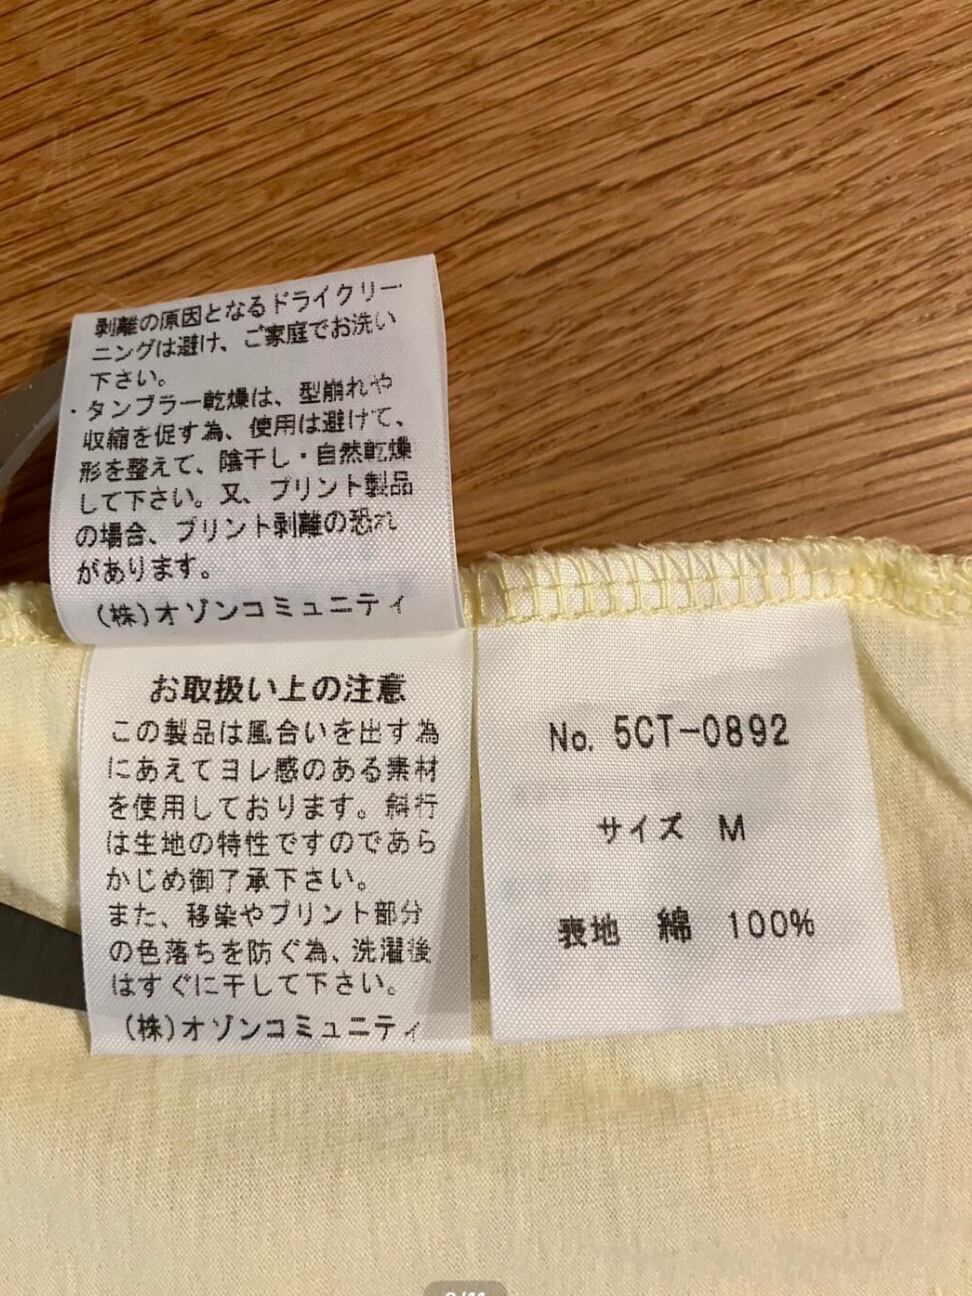 剥離の原因となるドライクリー
ニングは避け、ご家庭でお洗い
下さい。
・タンブラー乾燥は、型崩れや
収縮を促す為、使用は避けて、
形を整えて、陰干し・自然乾燥
して下さい。又、プリント製品
の場合、プリント剥離の恐れ
があります。
(株)オゾンコミュニティ
お取扱い上の注意
この製品は風合いを出す為
にあえてヨレ感のある素材
を使用しております。斜行
は生地の特性ですのであら
かじめ御了承下さい。
また、移染やプリント部分
の色落ちを防ぐ為、洗濯後
はすぐに干して下さい。
(株)オゾンコミュニティ
No. 5CT-0892
サイズ M
表地 綿 100%